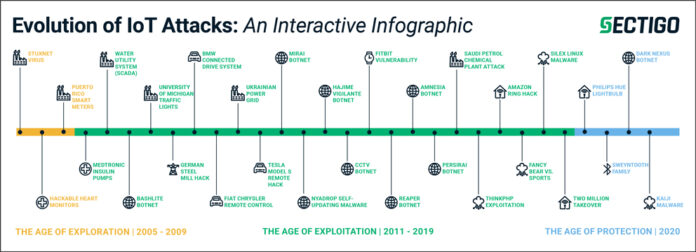 Evolution of IoT Attacks: An Interactive Infographic
SECTIGO
STUXNET
VIRUS
WATER
UTILITY
SYSTEM
(SCADA)
BMW
CONNECTED
DRIVE SYSTEM
MIRAI
BOTNET
FITBIT
VULNERABILITY
SAUDI PETROL
CHEMICAL
PLANT ATTACK
SILEX LINUX
MALWARE
DARK NEXUS
BOTNET
PUERTO
RICO
SMART
METERS
UNIVERSITY
OF MICHIGAN
TRAFFIC
LIGHTS
UKRAINIAN
POWER
GRID
HAJIME
VIGILANTE
BOTNET
AMNESIA
BOTNET
AMAZON
RING HACK
PHILIPS HUE
LIGHTBULB
MEDTRONIC
INSULIN
PUMPS
GERMAN
STEEL
MILL HACK
TESLA
MODEL S
REMOTE
HACK
CCTV
BOTNET
PERSIRAI
BOTNET
FANCY
BEAR VS.
SPORTS
SWEYNTOOTH
FAMILY
HACKABLE HEART
MONITORS
BASHLITE
BOTNET
FIAT CHRYSLER
REMOTE CONTROL
NYADROP SELF-
UPDATING MALWARE
REAPER
BOTNET
THINKPHP
EXPLOITATION
TWO MILLION
TAKEOVER
KAIJI
MALWARE
THE AGE OF EXPLORATION | 2005 - 2009
THE AGE OF EXPLOITATION | 2011 - 2019
THE AGE OF PROTECTION | 2020